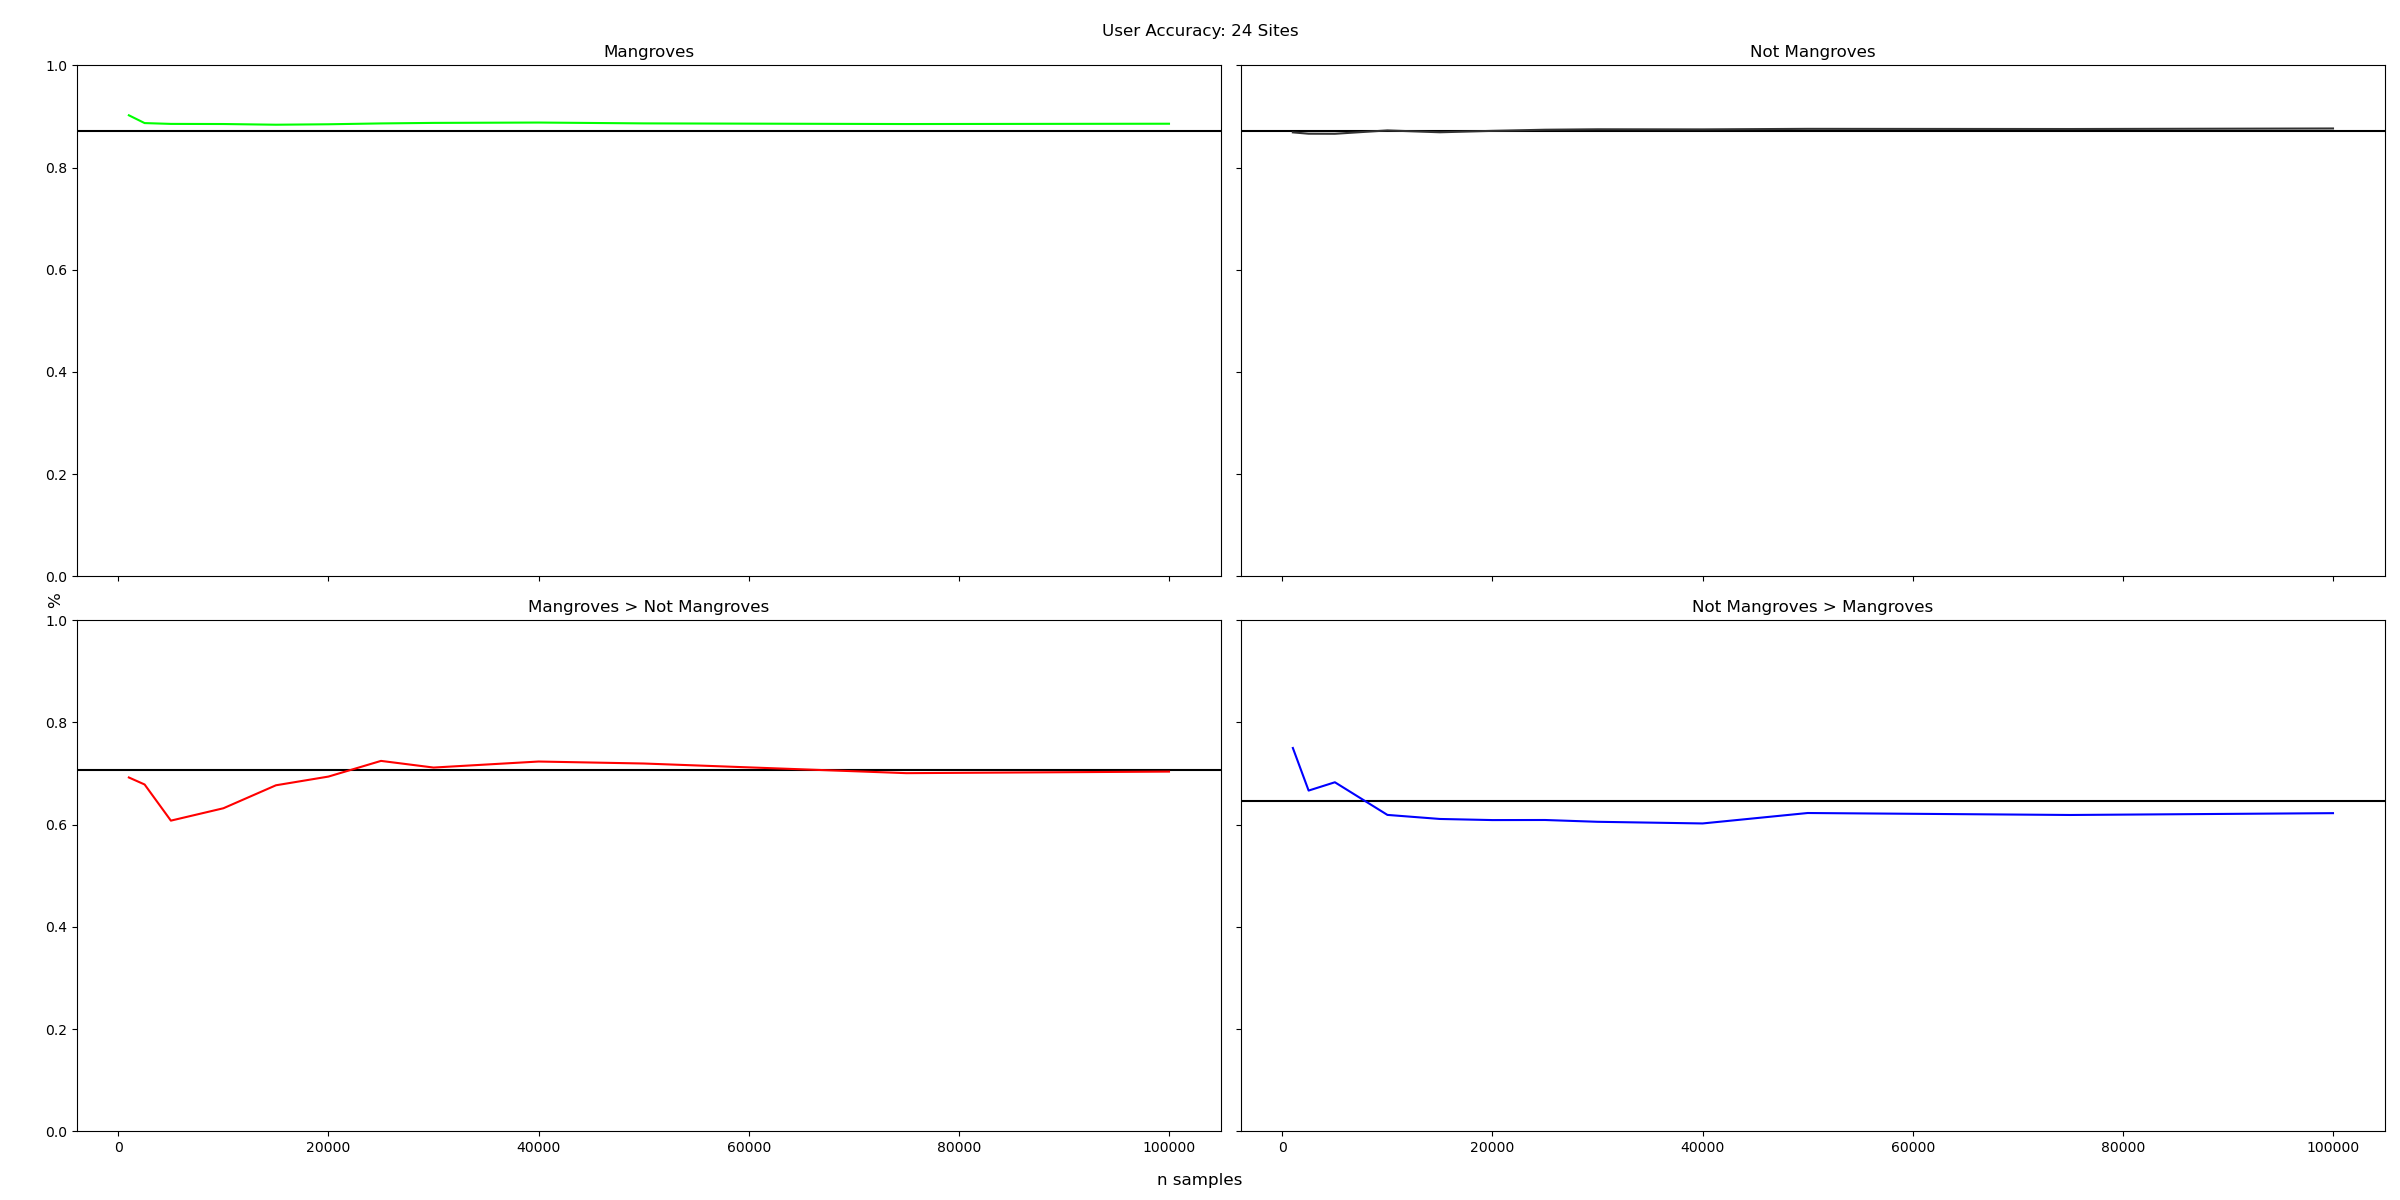 User Accuracy: 24 Sites
Mangroves
Not Mangroves
1.0
0.8
0.6
0.4
0.2
0.0
%
Mangroves > Not Mangroves
Not Mangroves > Mangroves
1.0
0.8
0.6
0.4
0.2
0.0
0 20000 40000 60000 80000 100000
0 20000 40000 60000 80000 100000
n samples